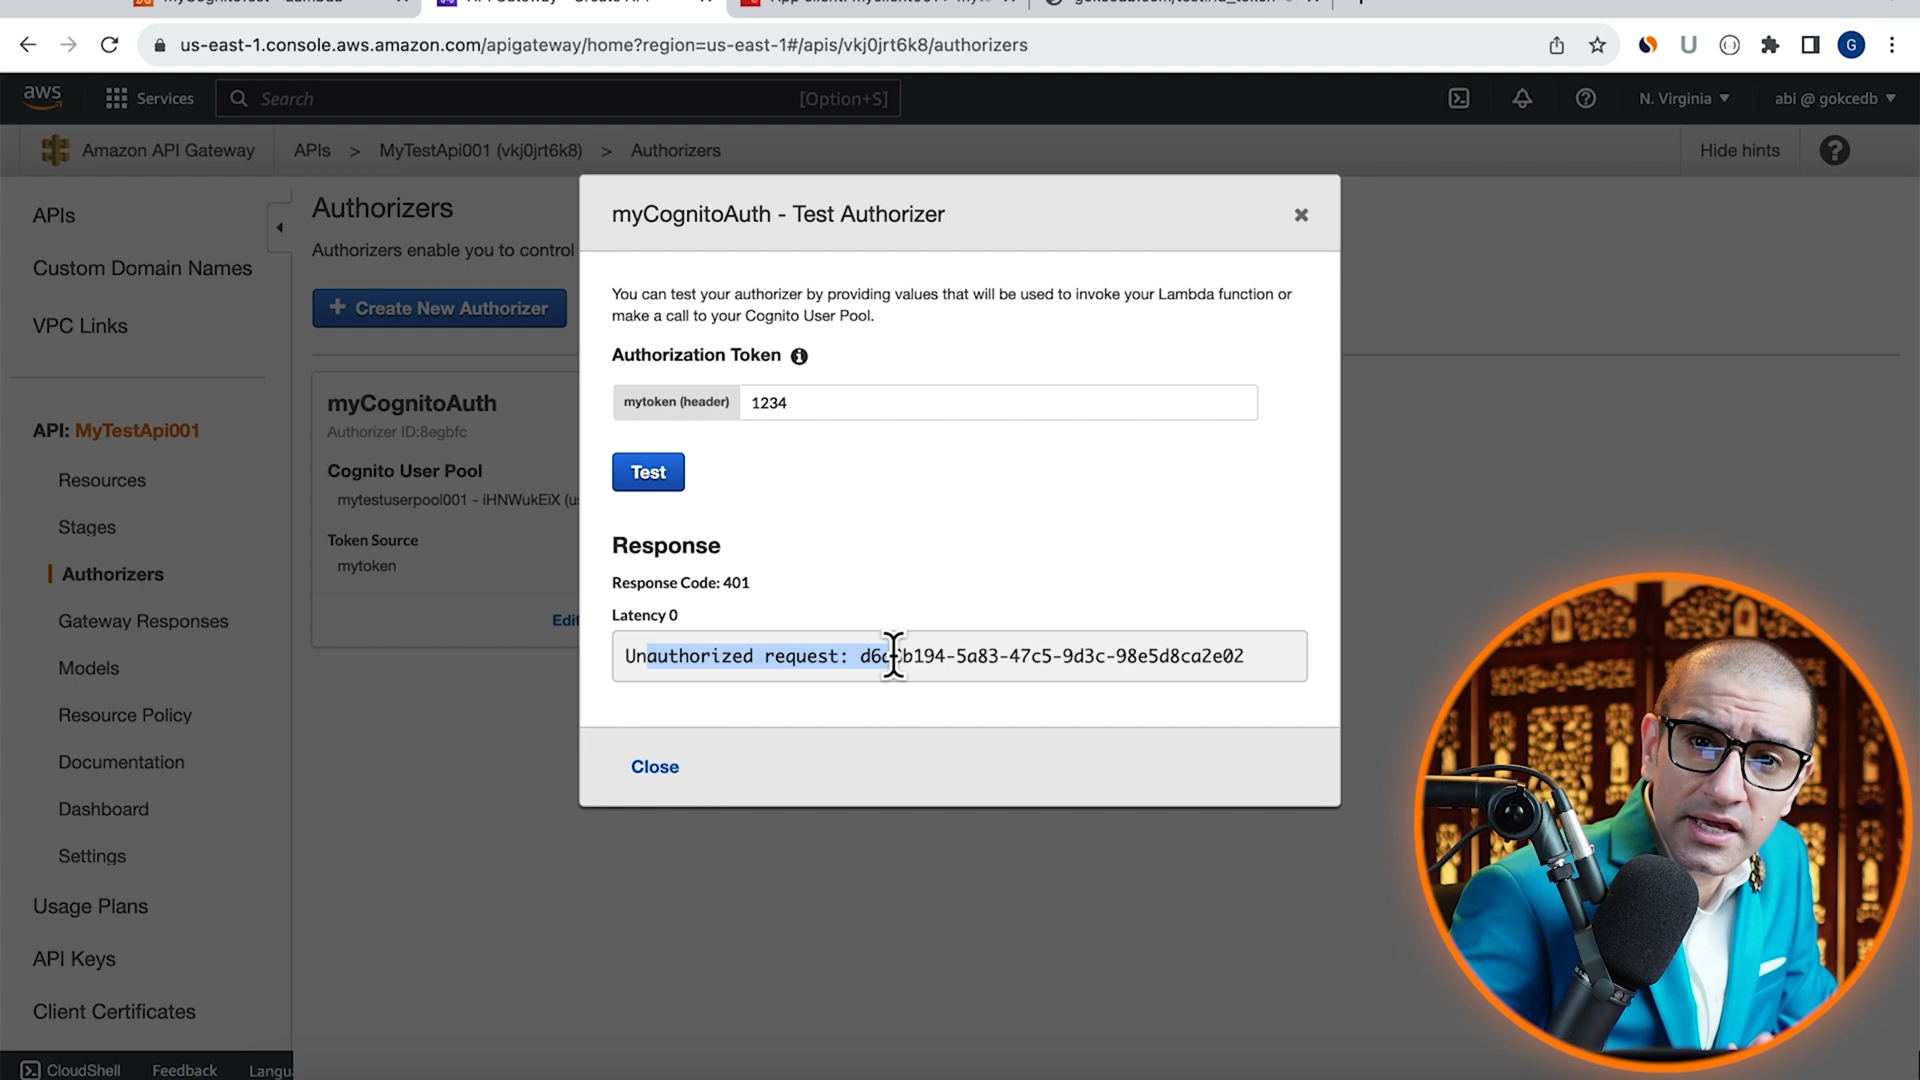 us-east-1.console.aws.amazon.com/apigateway/home?region=us-east-1#/apis/vkj0jrt6k8/authorizers
G
aws
Services
Search
[Option+S]
N. Virginia
abi @ gokcedb
Amazon API Gateway
APIs > MyTestApi001 (vkj0jrt6k8) > Authorizers
Hide hints
APIs
Custom Domain Names
VPC Links
API: MyTestApi001
Resources
Stages
Authorizers
Gateway Responses
Models
Resource Policy
Documentation
Dashboard
Settings
Usage Plans
API Keys
Client Certificates
Authorizers
Authorizers enable you to control
+ Create New Authorizer
myCognitoAuth
Authorizer ID:8egbfc
Cognito User Pool
mytestuserpool001 - iHNWukEiX (us
Token Source
mytoken
Edit
myCognitoAuth - Test Authorizer
You can test your authorizer by providing values that will be used to invoke your Lambda function or
make a call to your Cognito User Pool.
Authorization Token
mytoken (header)
1234
Test
Response
Response Code: 401
Latency 0
Unauthorized request:
Close
CloudShell
Feedback
Langu